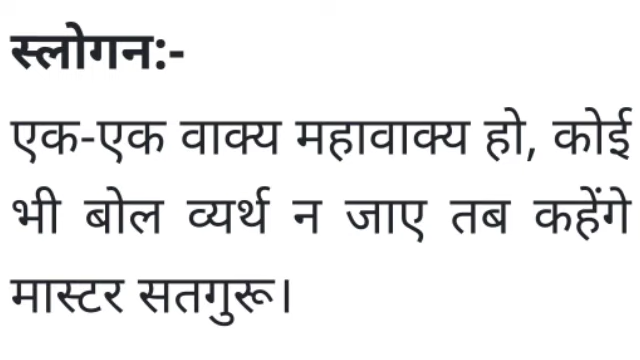 स्लोगन:-
एक-एक वाक्य महावाक्य हो, कोई
भी बोल व्यर्थ न जाए तब कहेंगे
मास्टर सतगुरू।